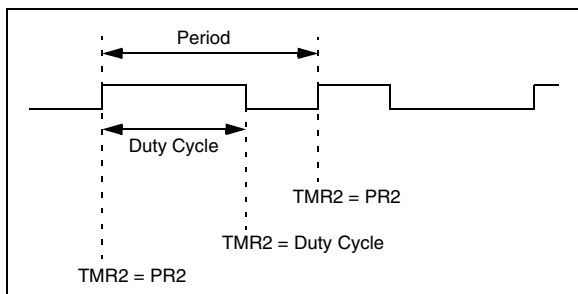 Period
Duty Cycle
TMR2 = PR2
TMR2 = Duty Cycle
TMR2 = PR2